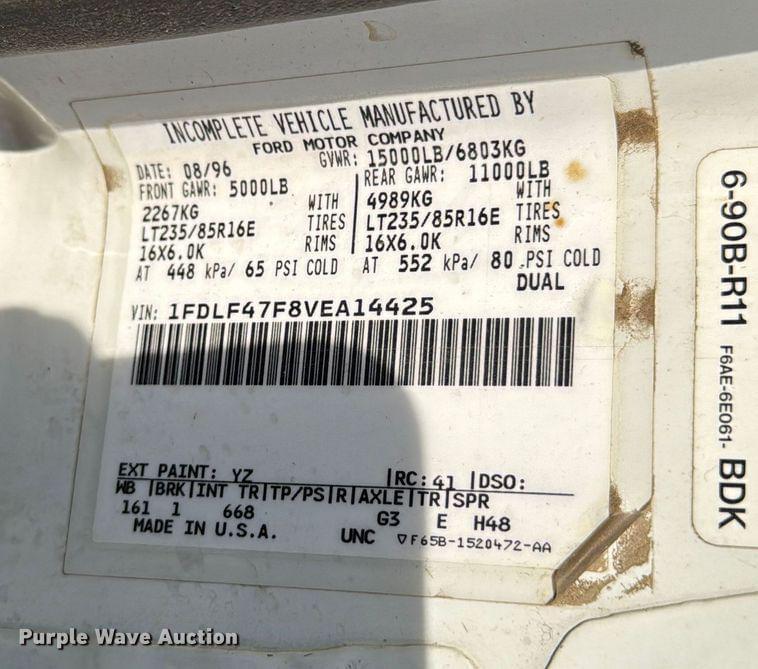 INCOMPLETE VEHICLE MANUFACTURED BY
FORD MOTOR COMPANY
DATE: 08/96 GVWR: 15000LB/6803KG
FRONT GAWR: 5000LB REAR GAWR: 11000LB
2267KG WITH 4989KG WITH
LT235/85R16E TIRES LT235/85R16E TIRES
16X6.0K RIMS 16X6.0K RIMS
AT 448 kPa/ 65 PSI COLD AT 552 kPa/ 80 PSI COLD
DUAL
VIN: 1FDLF47F8VEA14425
EXT PAINT: YZ |RC: 41 |DSO:
WB |BRK|INT TR|TP/PS|R|AXLE|TR|SPR
161 1 668 G3 E H48
MADE IN U.S.A. UNC ▽F65B-1520472-AA
6-90B-R11
F6AE-6E061- BDK
Purple Wave Auction